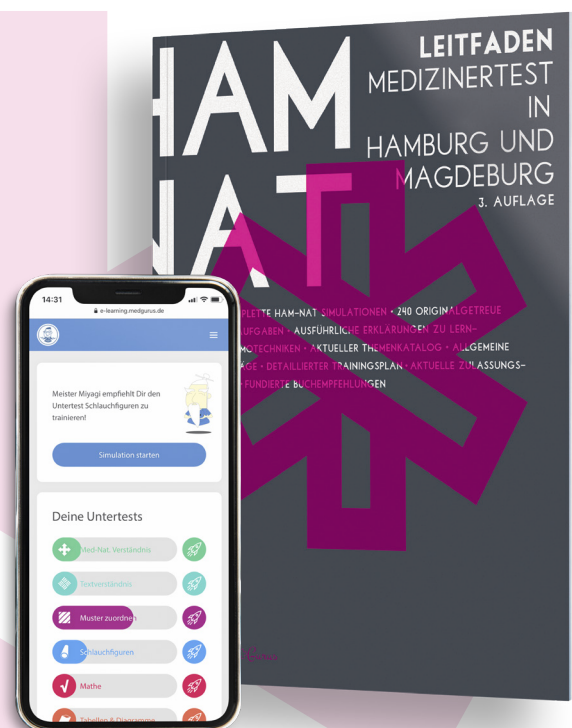 HAM
NAT
LEITFADEN
MEDIZINERTEST
IN
HAMBURG UND
MAGDEBURG
3. AUFLAGE
PLETTE HAM-NAT SIMULATIONEN • 240 ORIGINALGETREUE
UFGABEN • AUSFÜHRLICHE ERKLÄRUNGEN ZU LERN-
MOTECHNIKEN • AKTUELLER THEMENKATALOG • ALLGEMEINE
ÄGE • DETAILLIERTER TRAININGSPLAN • AKTUELLE ZULASSUNGS-
FUNDIERTE BUCHEMPFEHLUNGEN
14:31
e-learning.medgurus.de
Meister Miyagi empfiehlt Dir den
Untertest Schlauchfiguren zu
trainieren!
Simulation starten
Deine Untertests
Med-Nat. Verständnis
Textverständnis
Muster zuordnen
Schlauchfiguren
Mathe
Tabellen & Diagramme